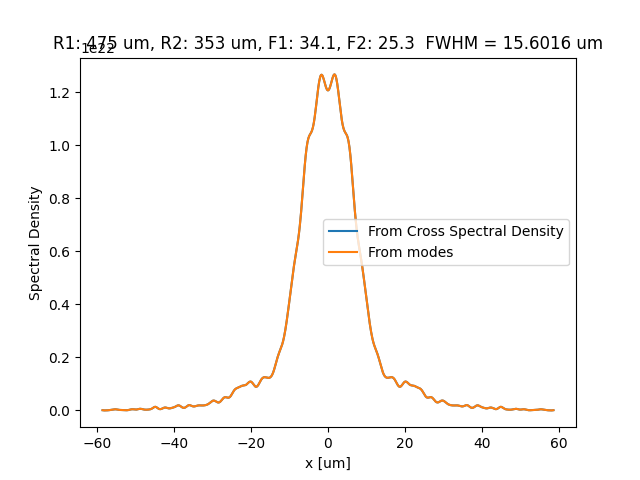 R1: 475 um, R2: 353 um, F1: 34.1, F2: 25.3  FWHM = 15.6016 um
1e22
1.2
1.0
0.8
0.6
0.4
0.2
0.0
Spectral Density
From Cross Spectral Density
From modes
−60
−40
−20
0
20
40
60
x [um]